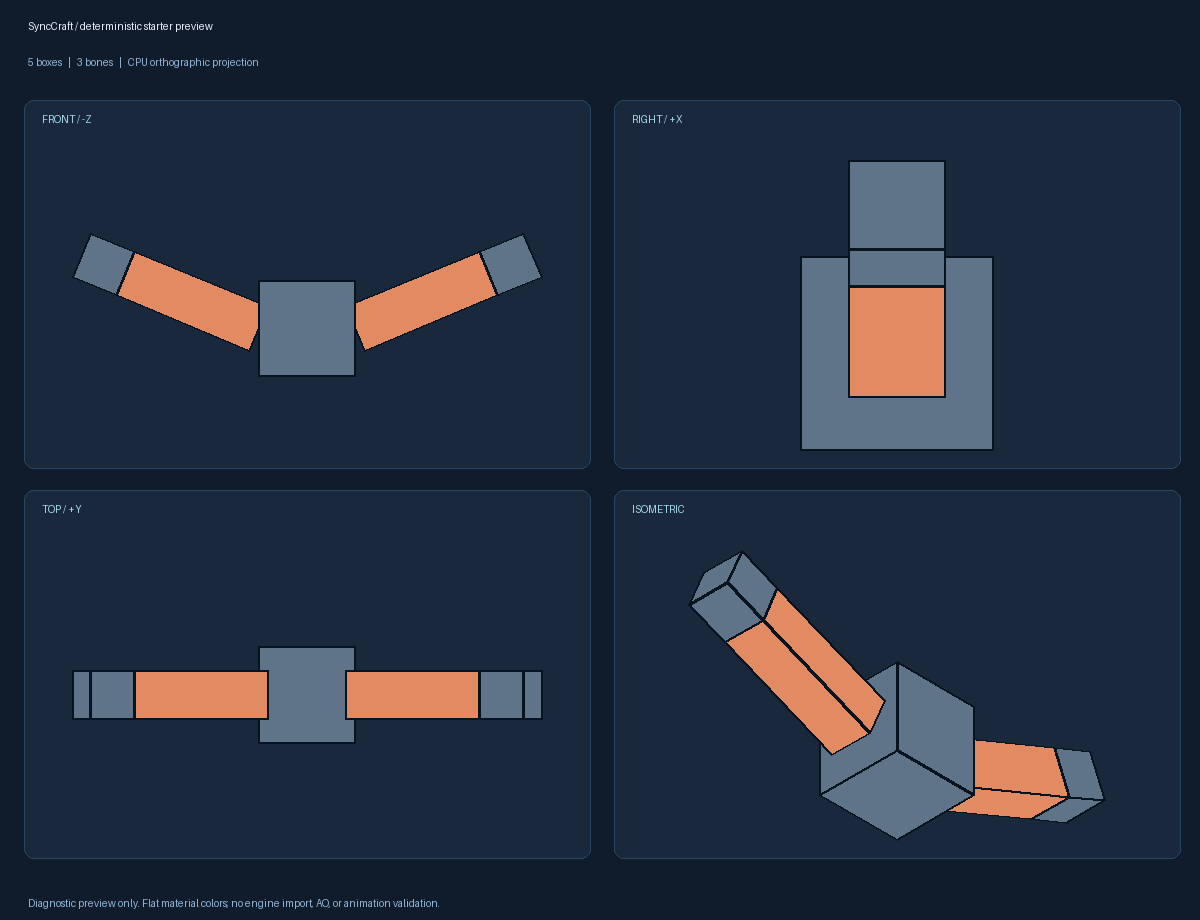 SyncCraft / deterministic starter preview
5 boxes | 3 bones | CPU orthographic projection
FRONT / -Z
RIGHT / +X
TOP / +Y
ISOMETRIC
Diagnostic preview only. Flat material colors; no engine import, AO, or animation validation.